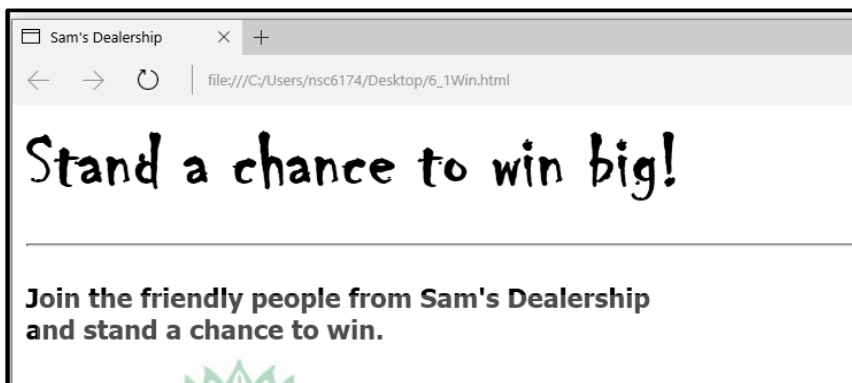 Sam's Dealership
file:///C:/Users/nsc6174/Desktop/6_1Win.html
Stand a chance to win big!
Join the friendly people from Sam's Dealership
and stand a chance to win.